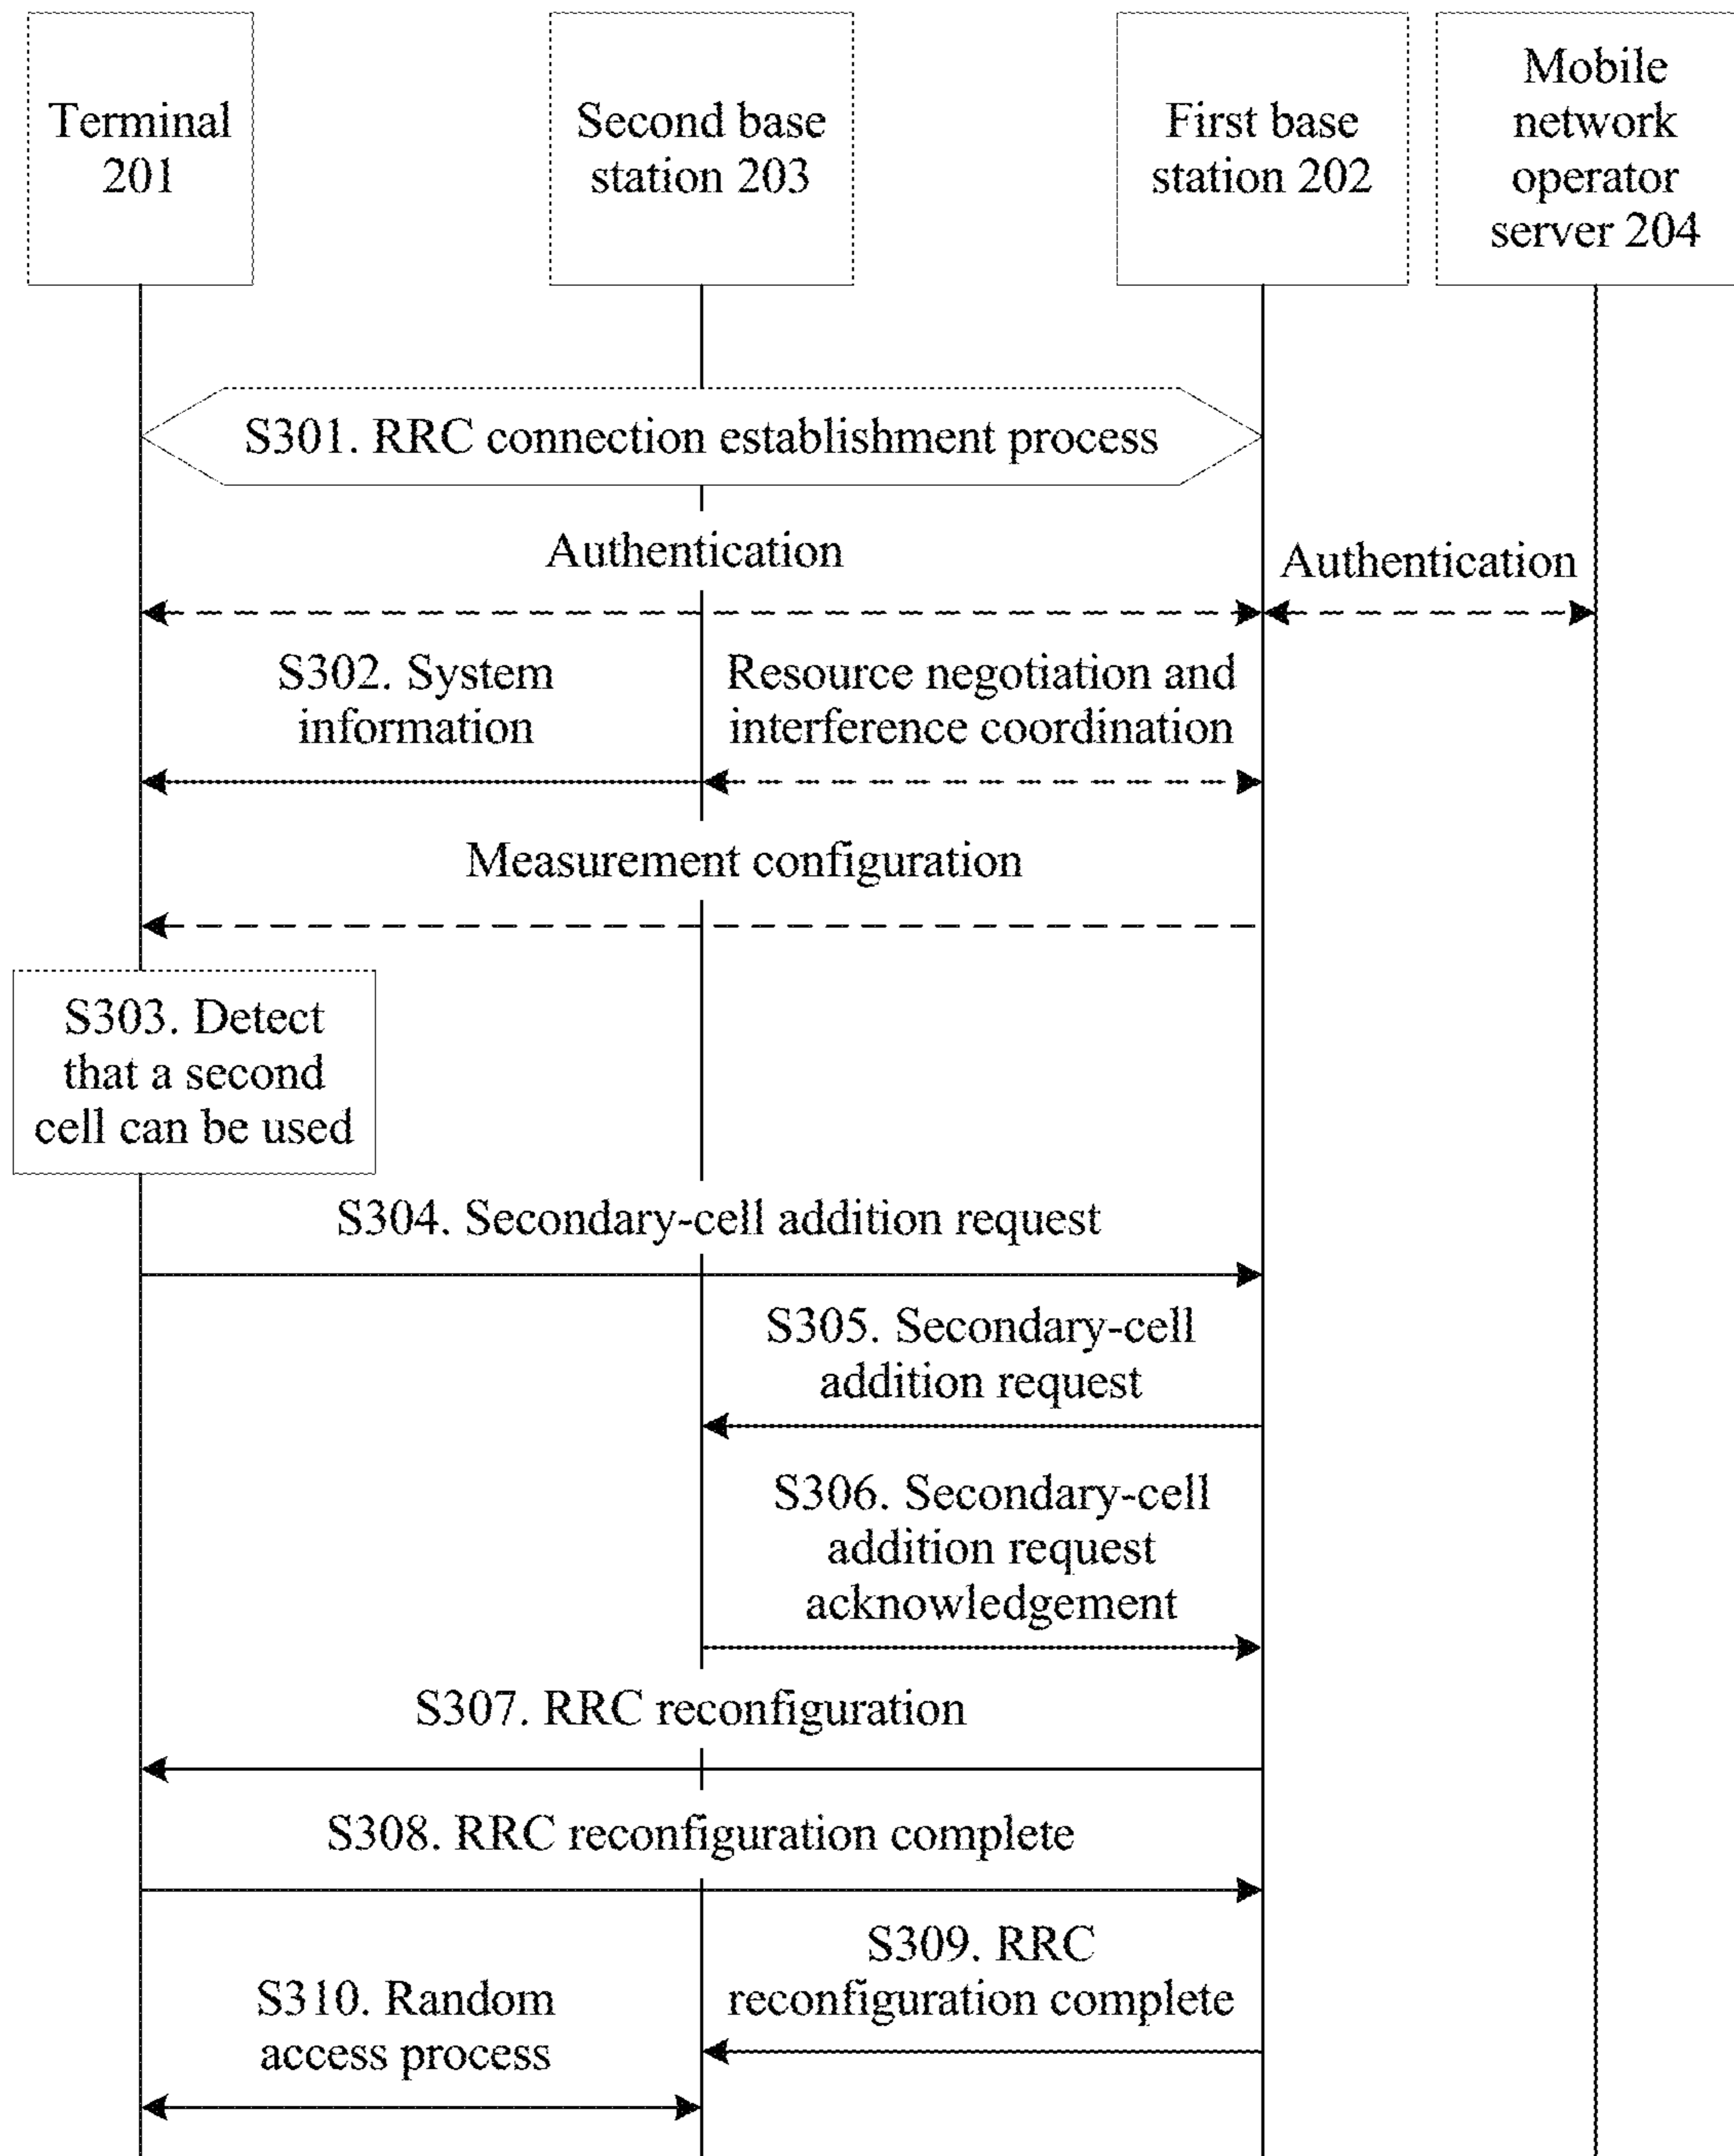 Terminal
201
Second base
station 203
First base
station 202
Mobile
network
operator
server 204
S301. RRC connection establishment process
Authentication
Authentication
S302. System
information
Resource negotiation and
interference coordination
Measurement configuration
S303. Detect
that a second
cell can be used
S304. Secondary-cell addition request
S305. Secondary-cell
addition request
S306. Secondary-cell
addition request
acknowledgement
S307. RRC reconfiguration
S308. RRC reconfiguration complete
S309. RRC
reconfiguration complete
S310. Random
access process